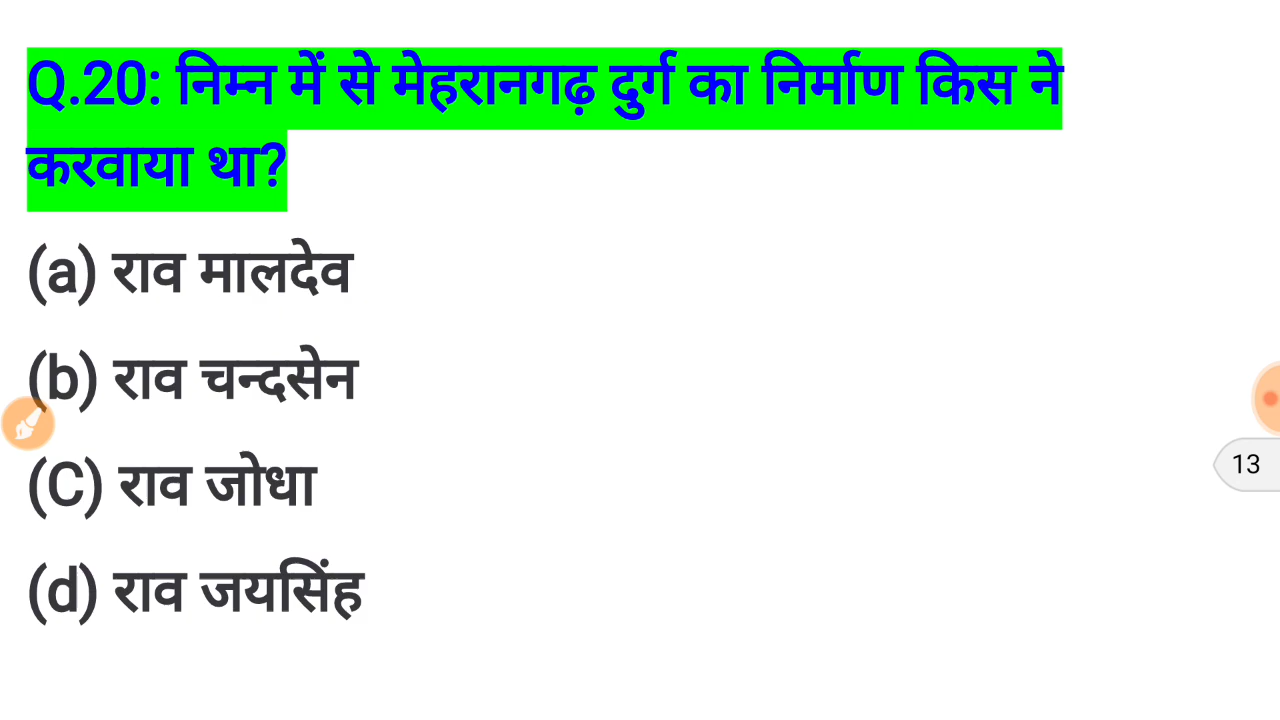 Q.20: निम्न में से मेहरानगढ़ दुर्ग का निर्माण किस ने
करवाया था?
(a) राव मालदेव
(b) राव चन्दसेन
(C) राव जोधा
13
(d) राव जयसिंह